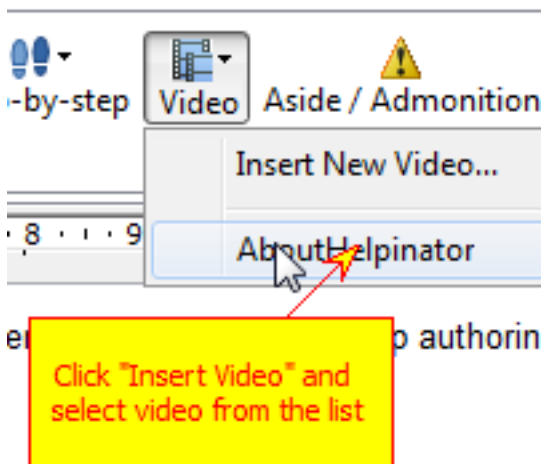 -by-step Video Aside / Admonition
Insert New Video...
8 9
AboutHelpinator
er p authorin
Click "Insert Video" and
select video from the list